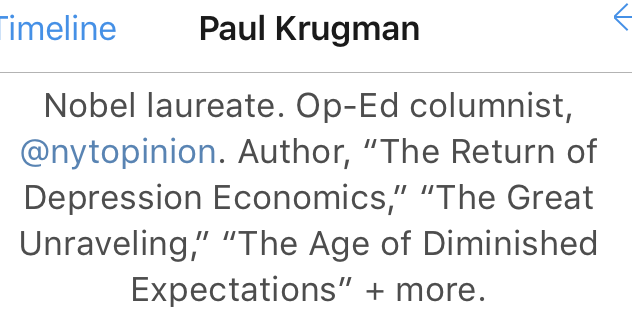 Timeline
Paul Krugman
Nobel laureate. Op-Ed columnist,
@nytopinion. Author, “The Return of
Depression Economics,” “The Great
Unraveling,” “The Age of Diminished
Expectations” + more.